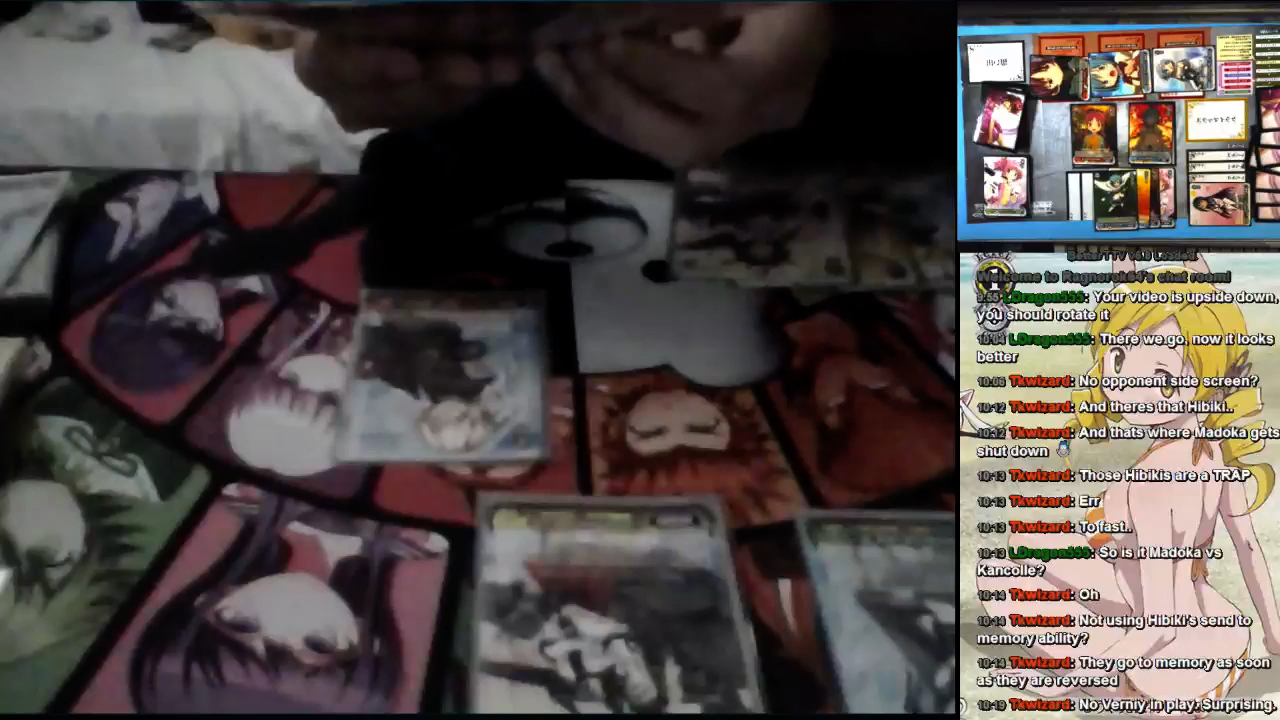 Welcome to Ragnarok64's chat room!
9:55 LDragon555: Your video is upside down,
you should rotate it
10:04 LDragon555: There we go. now it looks
better
10:06 Tkwizard: No opponent side screen?
10:12 Tkwizard: And theres that Hibiki..
10:12 Tkwizard: And thats where Madoka gets
shut down
10:13 Tkwizard: Those Hibikis are a TRAP
10:13 Tkwizard: Err
10:13 Tkwizard: To fast..
10:13 LDragon555: So is it Madoka vs
Kancolle?
10:14 Tkwizard: Oh
10:14 Tkwizard: Not using Hibiki's send to
memory ability?
10:14 Tkwizard: They go to memory as soon
as they are reversed
10:19 Tkwizard: No Verniy in play. Surprising.